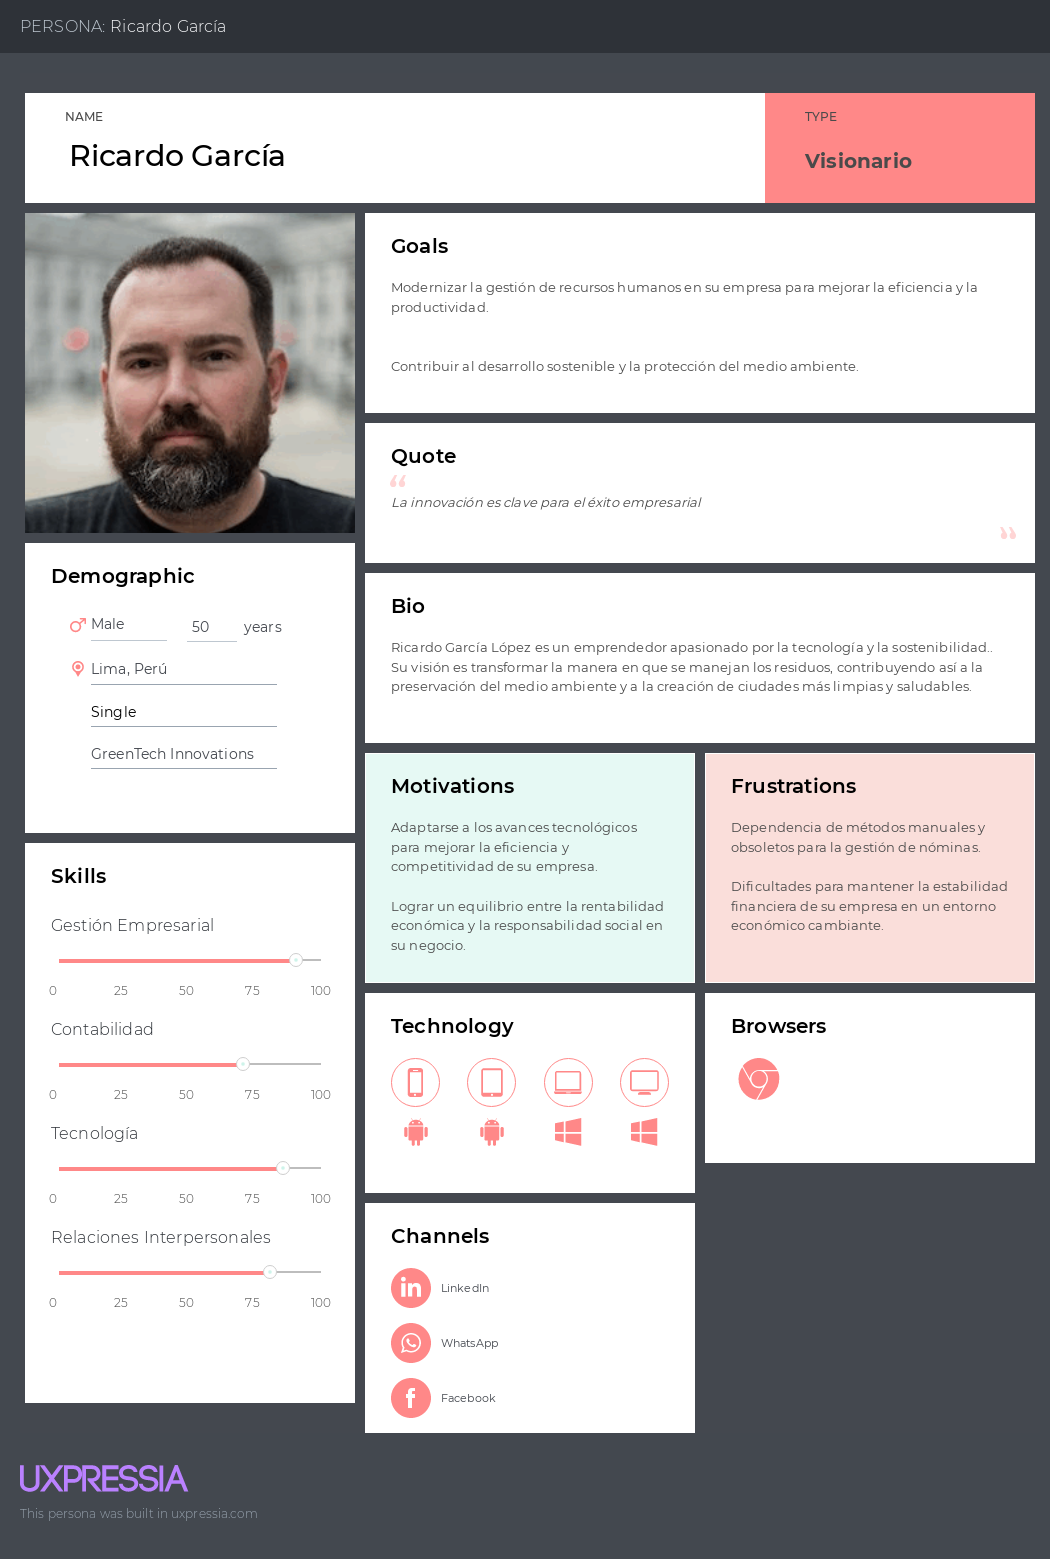 PERSONA: Ricardo García
NAME
Ricardo García
TYPE
Visionario
Goals
Modernizar la gestión de recursos humanos en su empresa para mejorar la eficiencia y la
productividad.
Contribuir al desarrollo sostenible y la protección del medio ambiente.
Quote
“
La innovación es clave para el éxito empresarial
”
Demographic
Male
50 years
Lima, Perú
Single
GreenTech Innovations
Bio
Ricardo García López es un emprendedor apasionado por la tecnología y la sostenibilidad..
Su visión es transformar la manera en que se manejan los residuos, contribuyendo así a la
preservación del medio ambiente y a la creación de ciudades más limpias y saludables.
Motivations
Adaptarse a los avances tecnológicos
para mejorar la eficiencia y
competitividad de su empresa.
Lograr un equilibrio entre la rentabilidad
económica y la responsabilidad social en
su negocio.
Frustrations
Dependencia de métodos manuales y
obsoletos para la gestión de nóminas.
Dificultades para mantener la estabilidad
financiera de su empresa en un entorno
económico cambiante.
Skills
Gestión Empresarial
0 25 50 75 100
Contabilidad
0 25 50 75 100
Tecnología
0 25 50 75 100
Relaciones Interpersonales
0 25 50 75 100
Technology
Browsers
Channels
LinkedIn
WhatsApp
Facebook
UXPRESSIA
This persona was built in uxpressia.com